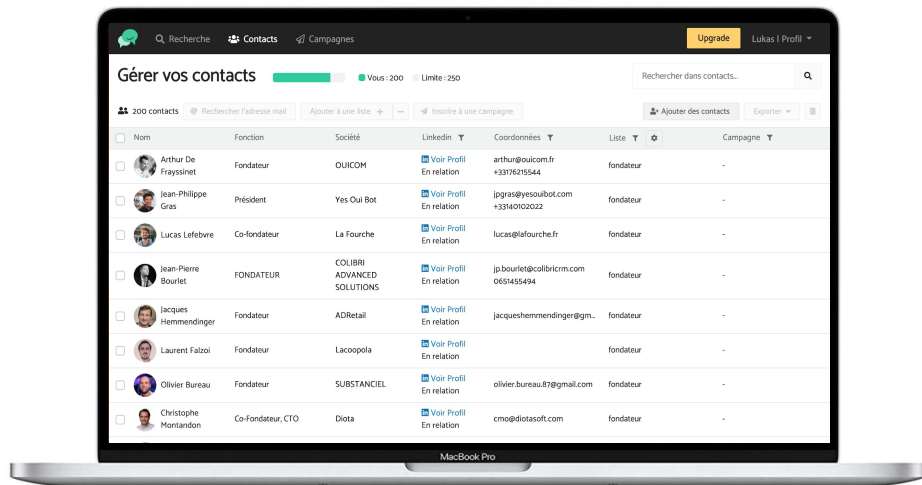 Recherche Contacts Campagnes Upgrade Lukas | Profil
Gérer vos contacts Vous : 200 Limite : 250 Rechercher dans contacts..
200 contacts Rechercher l'adresse mail Ajouter à une liste + − Inscrire à une campagne Ajouter des contacts Exporter
Nom Fonction Société Linkedin Coordonnées Liste Campagne
Arthur De Frayssinet Fondateur OUICOM Voir Profil En relation arthur@ouicom.fr +33176215544 fondateur -
Jean-Philippe Gras Président Yes Oui Bot Voir Profil En relation jpgras@yesouibot.com +33140102022 fondateur -
Lucas Lefebvre Co-fondateur La Fourche Voir Profil En relation lucas@lafourche.fr fondateur -
Jean-Pierre Bourlet FONDATEUR COLIBRI ADVANCED SOLUTIONS Voir Profil En relation jp.bourlet@colibricrm.com 0651455494 fondateur -
Jacques Hemmendinger Fondateur ADRetail Voir Profil En relation jacqueshemmendinger@gm.. fondateur -
Laurent Falzoi Fondateur Lacoopola Voir Profil En relation fondateur -
Olivier Bureau Fondateur SUBSTANCIEL Voir Profil En relation olivier.bureau.87@gmail.com fondateur -
Christophe Montandon Co-Fondateur, CTO Diota Voir Profil En relation cmo@diotasoft.com fondateur -
MacBook Pro